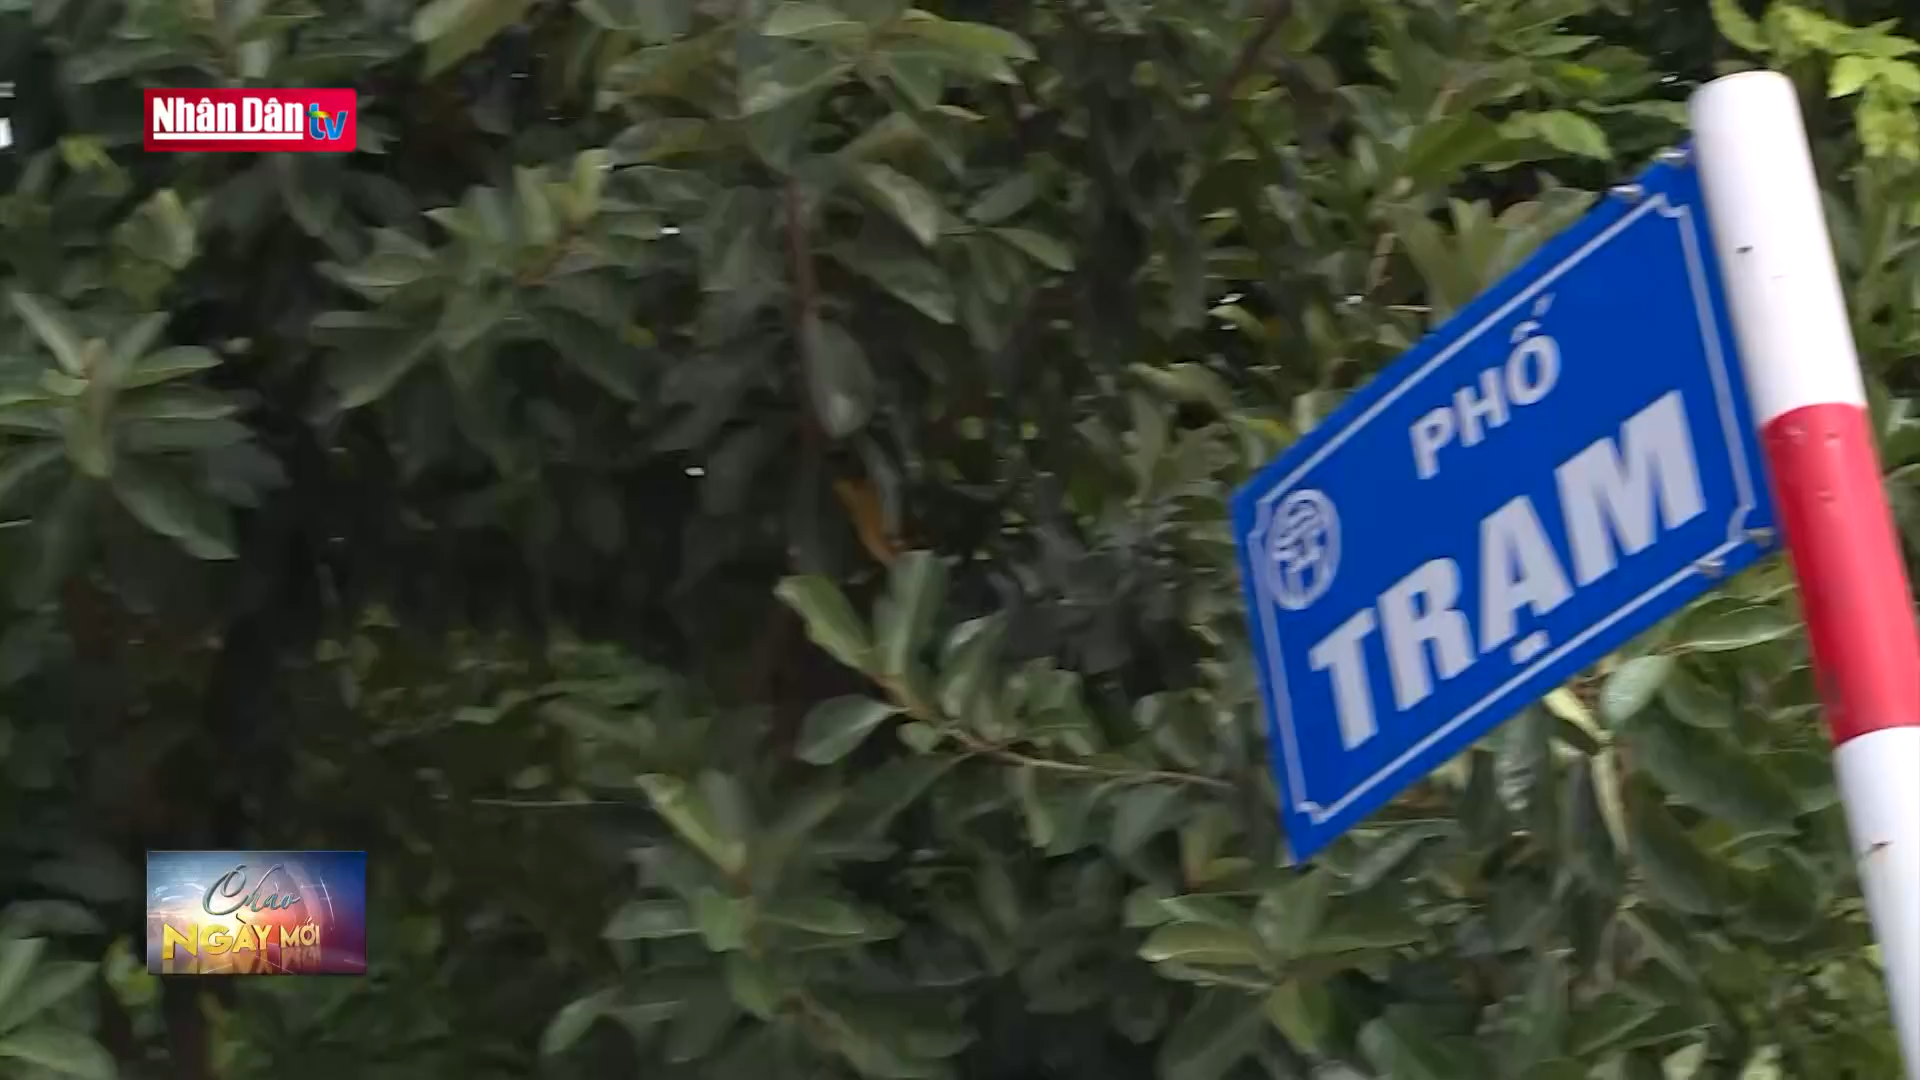 Nhân Dân tv
PHỐ
TRẠM
Chào
NGÀY MỚI